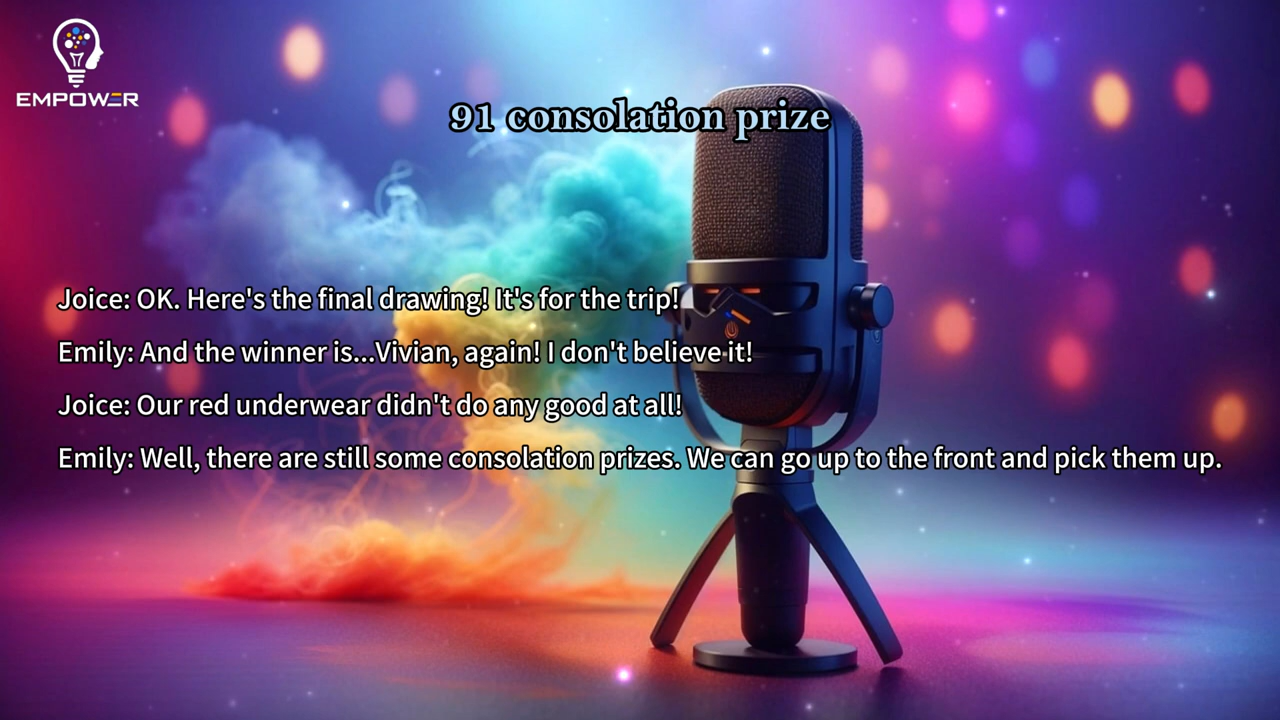 EMPOWER
91 consolation prize
Joice: OK. Here's the final drawing! It's for the trip!
Emily: And the winner is...Vivian, again! I don't believe it!
Joice: Our red underwear didn't do any good at all!
Emily: Well, there are still some consolation prizes. We can go up to the front and pick them up.